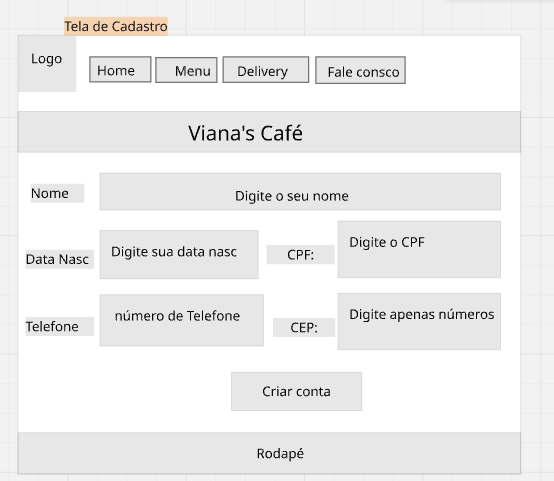 Tela de Cadastro
Logo
Home
Menu
Delivery
Fale consco
Viana's Café
Nome
Digite o seu nome
Data Nasc
Digite sua data nasc
CPF:
Digite o CPF
Telefone
número de Telefone
CEP:
Digite apenas números
Criar conta
Rodapé